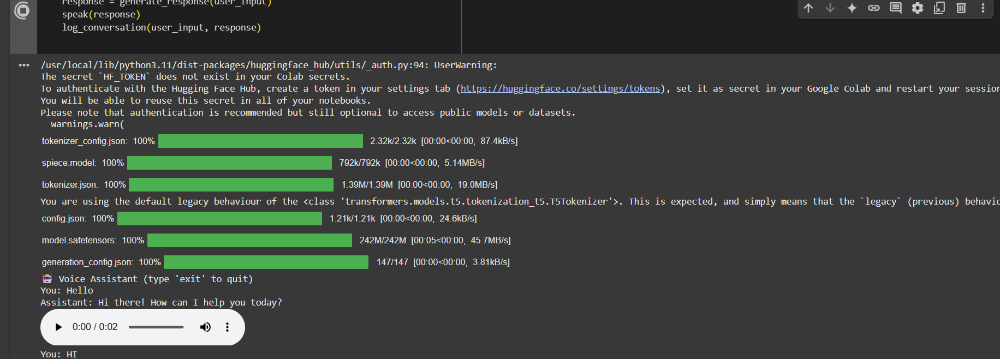 response = generate_response(user_input)
speak(response)
log_conversation(user_input, response)
/usr/local/lib/python3.11/dist-packages/huggingface_hub/utils/_auth.py:94: UserWarning:
The secret `HF_TOKEN` does not exist in your Colab secrets.
To authenticate with the Hugging Face Hub, create a token in your settings tab (https://huggingface.co/settings/tokens), set it as secret in your Google Colab and restart your session
You will be able to reuse this secret in all of your notebooks.
Please note that authentication is recommended but still optional to access public models or datasets.
warnings.warn(
tokenizer_config.json: 100% 2.32k/2.32k [00:00<00:00, 87.4kB/s]
spiece.model: 100% 792k/792k [00:00<00:00, 5.14MB/s]
tokenizer.json: 100% 1.39M/1.39M [00:00<00:00, 19.0MB/s]
You are using the default legacy behaviour of the <class 'transformers.models.t5.tokenization_t5.T5Tokenizer'>. This is expected, and simply means that the `legacy` (previous) behavio
config.json: 100% 1.21k/1.21k [00:00<00:00, 24.6kB/s]
model.safetensors: 100% 242M/242M [00:05<00:00, 45.7MB/s]
generation_config.json: 100% 147/147 [00:00<00:00, 3.81kB/s]
🤖 Voice Assistant (type 'exit' to quit)
You: Hello
Assistant: Hi there! How can I help you today?
0:00 / 0:02
You: HI